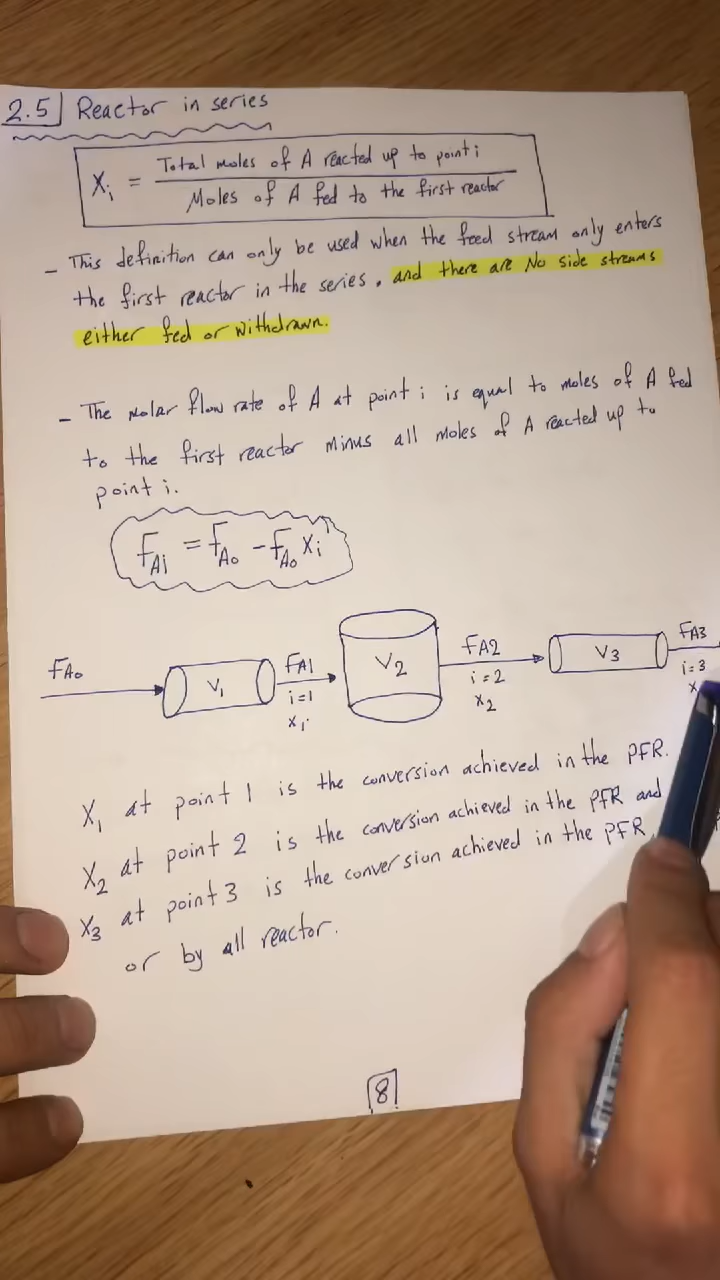 2.5 Reactor in series
Xi = Total moles of A reacted up to point i
Moles of A fed to the first reactor
- This definition can only be used when the feed stream only enters
the first reactor in the series, and there are No side streams
either fed or withdrawn.
- The molar flow rate of A at point i is equal to moles of A fed
to the first reactor minus all moles of A reacted up to
point i.
FAi = FAo - FAo Xi
FAo
V1
FA1
i=1
X1
V2
FA2
i=2
X2
V3
FA3
i=3
X
X1 at point 1 is the conversion achieved in the PFR.
X2 at point 2 is the conversion achieved in the PFR and
X3 at point 3 is the conversion achieved in the PFR
or by all reactor.
8